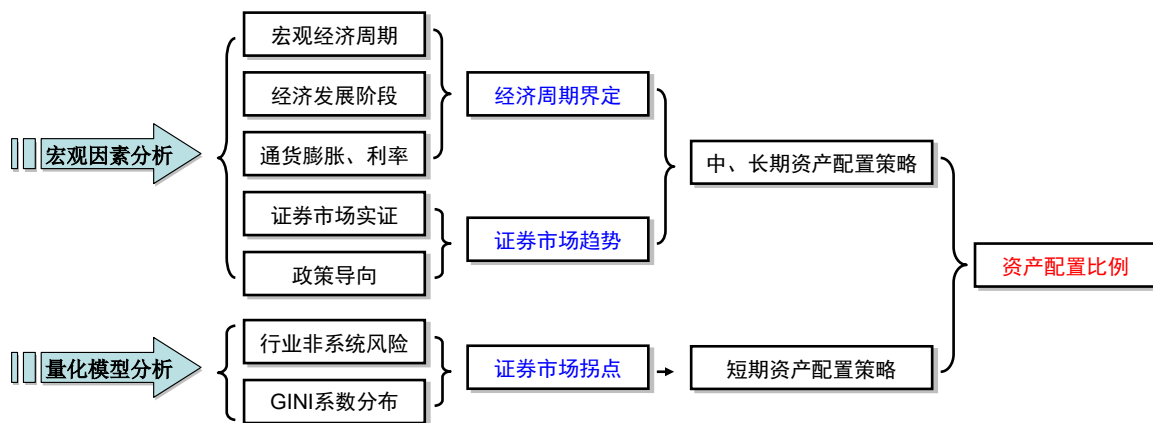 宏观经济周期
经济发展阶段
经济周期界定
宏观因素分析
通货膨胀、利率
中、长期资产配置策略
证券市场实证
证券市场趋势
政策导向
资产配置比例
行业非系统风险
量化模型分析
证券市场拐点
短期资产配置策略
GINI系数分布